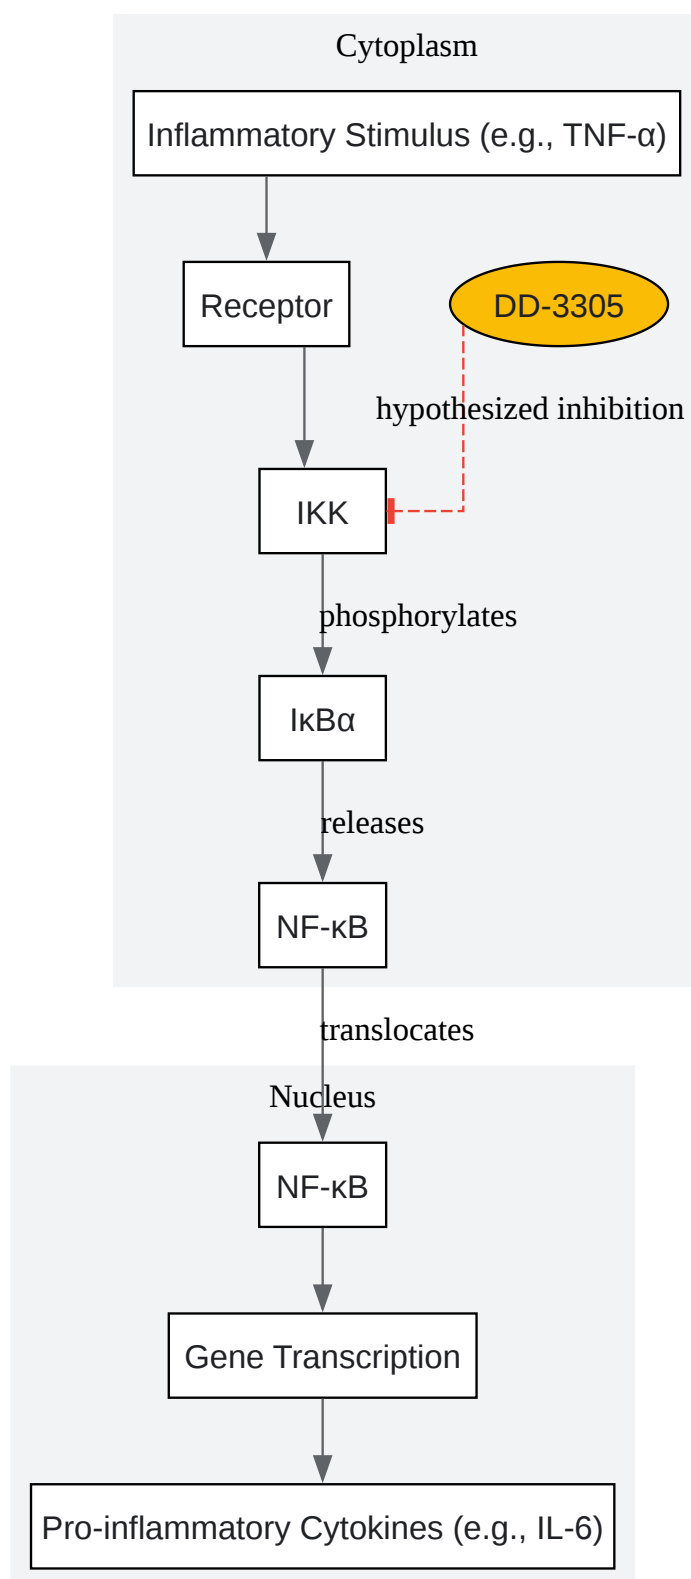 Cytoplasm
Inflammatory Stimulus (e.g., TNF-α)
Receptor
DD-3305
hypothesized inhibition
IKK
phosphorylates
IκBα
releases
NF-κB
translocates
Nucleus
NF-κB
Gene Transcription
Pro-inflammatory Cytokines (e.g., IL-6)